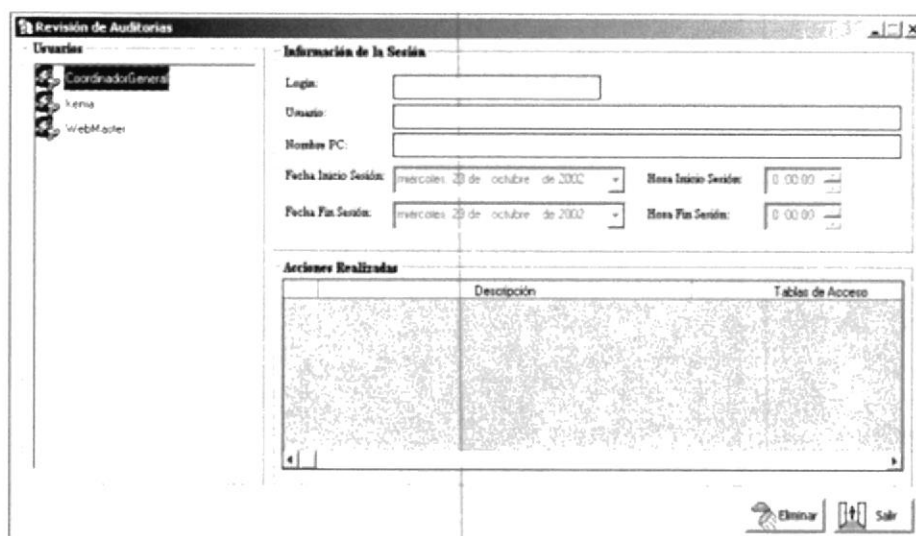 Revisión de Auditorias
Usuarios
CoordinadorGeneral
kenia
WebMaster
Información de la Sesión
Login:
Usuario:
Nombre PC:
Fecha Inicio Sesión: miércoles de octubre de 2002 Hora Inicio Sesión: 0:00:00
Fecha Fin Sesión: miércoles de octubre de 2002 Hora Fin Sesión: 0:00:00
Acciones Realizadas
Descripción Tablas de Acceso
Eliminar Salir